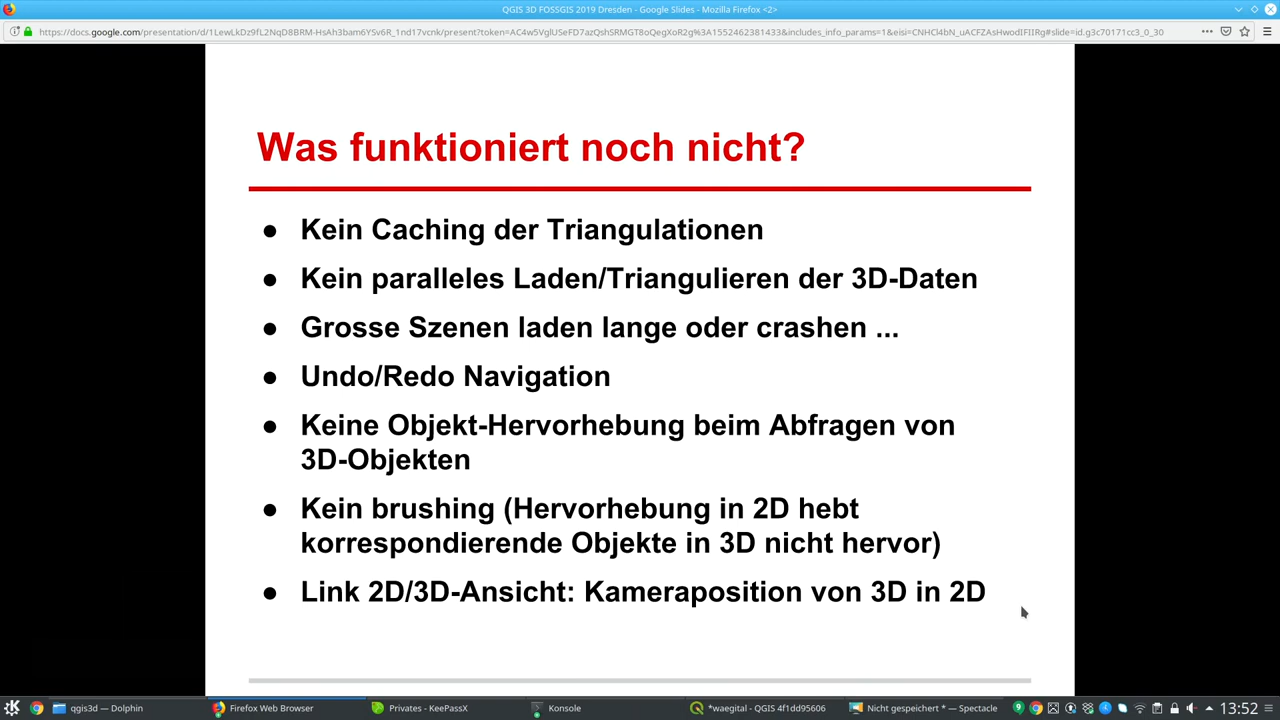 QGIS 3D FOSSGIS 2019 Dresden - Google Slides - Mozilla Firefox <2>
Was funktioniert noch nicht?
● Kein Caching der Triangulationen
● Kein paralleles Laden/Triangulieren der 3D-Daten
● Grosse Szenen laden lange oder crashen ...
● Undo/Redo Navigation
● Keine Objekt-Hervorhebung beim Abfragen von
3D-Objekten
● Kein brushing (Hervorhebung in 2D hebt
korrespondierende Objekte in 3D nicht hervor)
● Link 2D/3D-Ansicht: Kameraposition von 3D in 2D
qgis3d — Dolphin
Firefox Web Browser
Privates - KeePassX
Konsole
*waegital - QGIS 4f1dd95606
Nicht gespeichert * — Spectacle
13:52